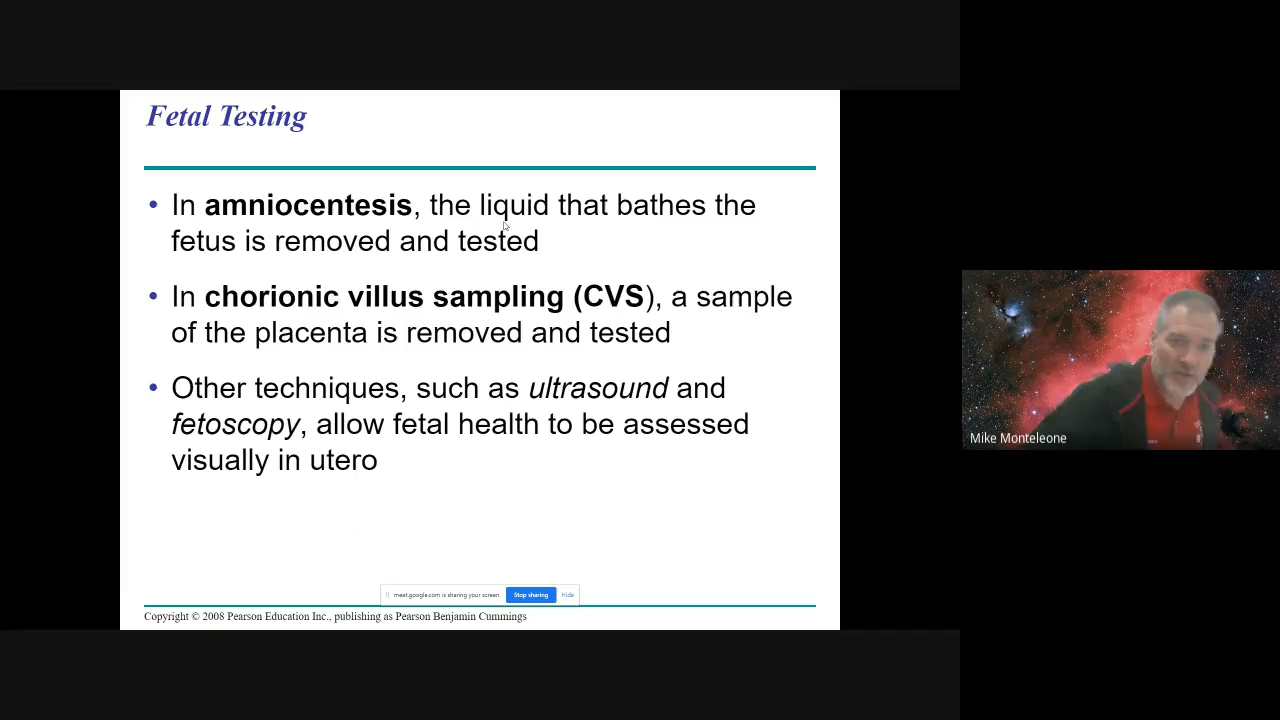 Fetal Testing
• In amniocentesis, the liquid that bathes the
fetus is removed and tested
• In chorionic villus sampling (CVS), a sample
of the placenta is removed and tested
• Other techniques, such as ultrasound and
fetoscopy, allow fetal health to be assessed
visually in utero
meet.google.com is sharing your screen. Stop sharing Hide
Copyright © 2008 Pearson Education Inc., publishing as Pearson Benjamin Cummings
Mike Monteleone